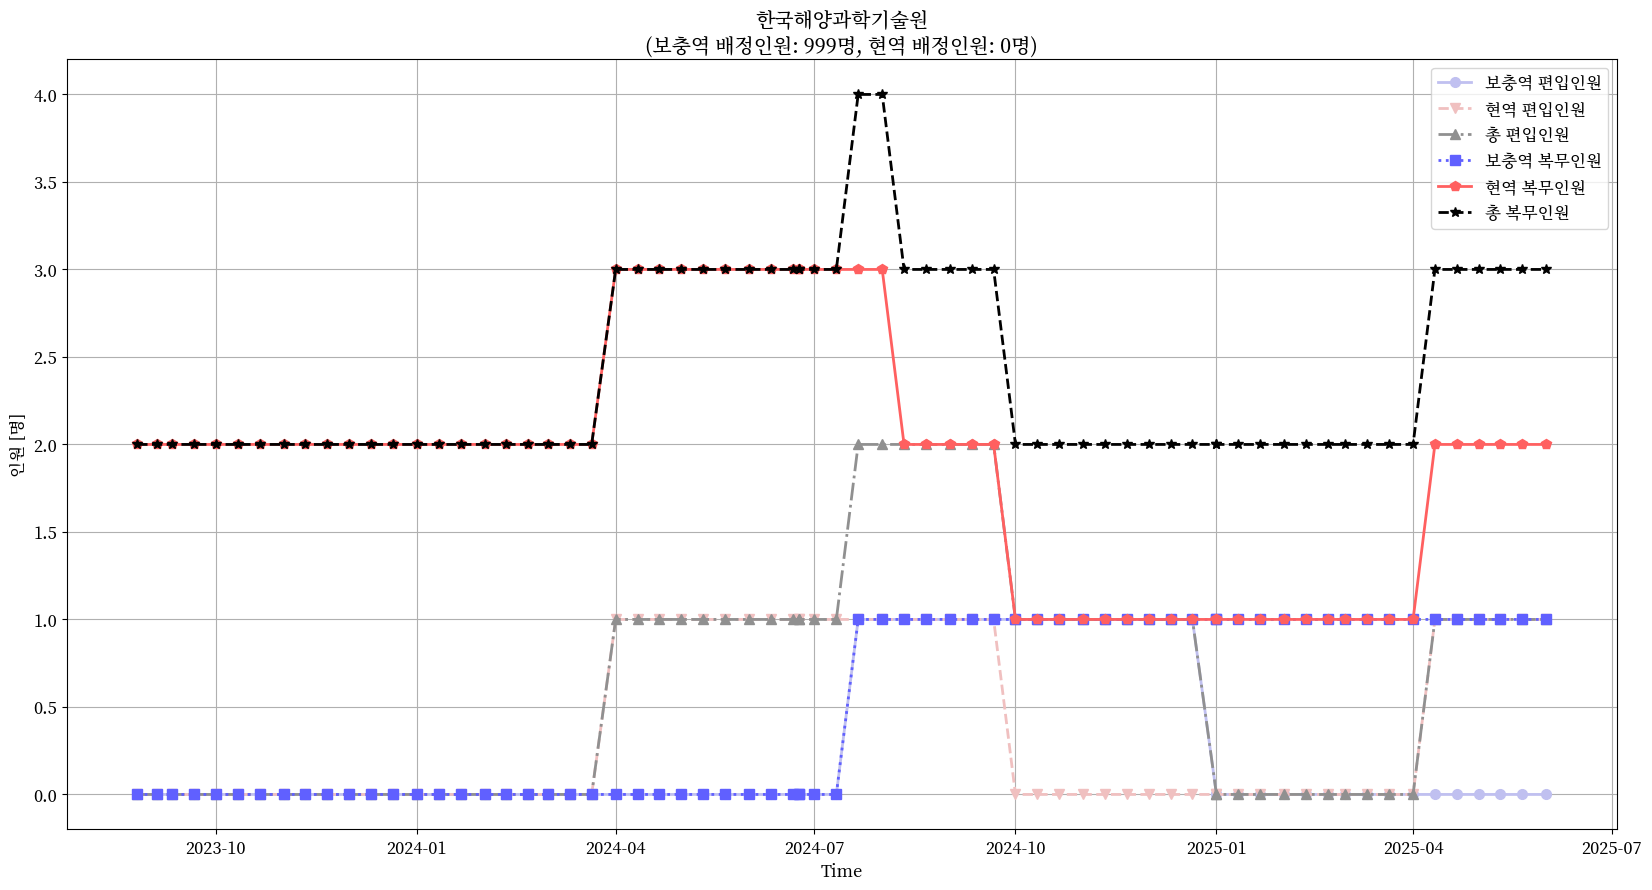 한국해양과학기술원
(보충역 배정인원: 999명, 현역 배정인원: 0명)
보충역 편입인원
현역 편입인원
총 편입인원
보충역 복무인원
현역 복무인원
총 복무인원
인원 [명]
4.0
3.5
3.0
2.5
2.0
1.5
1.0
0.5
0.0
2023-10
2024-01
2024-04
2024-07
2024-10
2025-01
2025-04
2025-07
Time